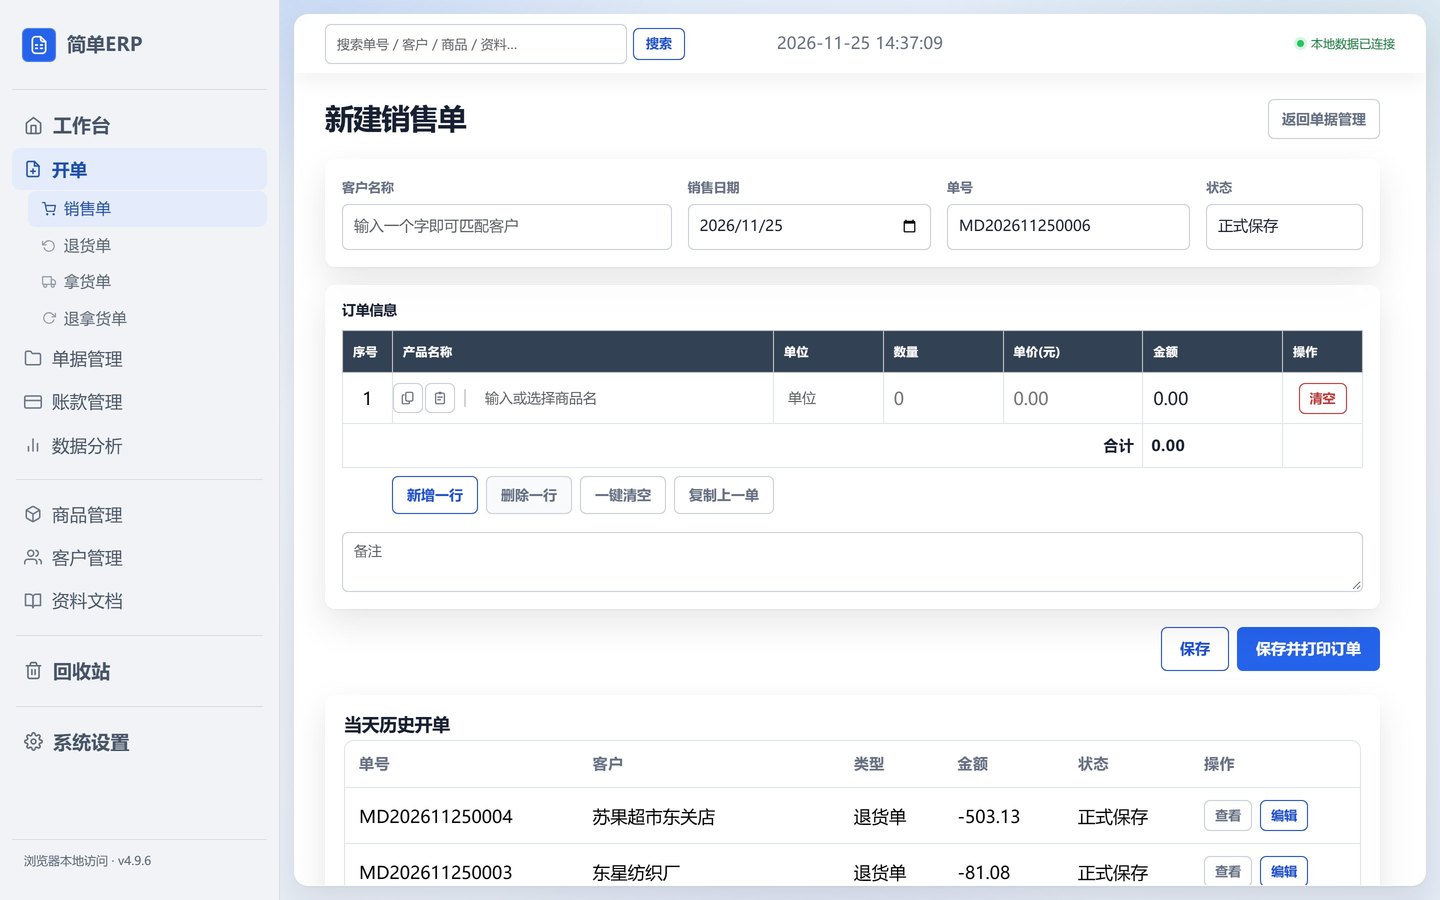 简单ERP
工作台
开单
销售单
退货单
拿货单
退拿货单
单据管理
账款管理
数据分析
商品管理
客户管理
资料文档
回收站
系统设置
浏览器本地访问 · v4.9.6
搜索单号 / 客户 / 商品 / 资料... 搜索 2026-11-25 14:37:09 本地数据已连接
新建销售单 返回单据管理
客户名称 销售日期 单号 状态
输入一个字即可匹配客户 2026/11/25 MD202611250006 正式保存
订单信息
序号 产品名称 单位 数量 单价(元) 金额 操作
1 输入或选择商品名 单位 0 0.00 0.00 清空
合计 0.00
新增一行 删除一行 一键清空 复制上一单
备注
保存 保存并打印订单
当天历史开单
单号 客户 类型 金额 状态 操作
MD202611250004 苏果超市东关店 退货单 -503.13 正式保存 查看 编辑
MD202611250003 东星纺织厂 退货单 -81.08 正式保存 查看 编辑